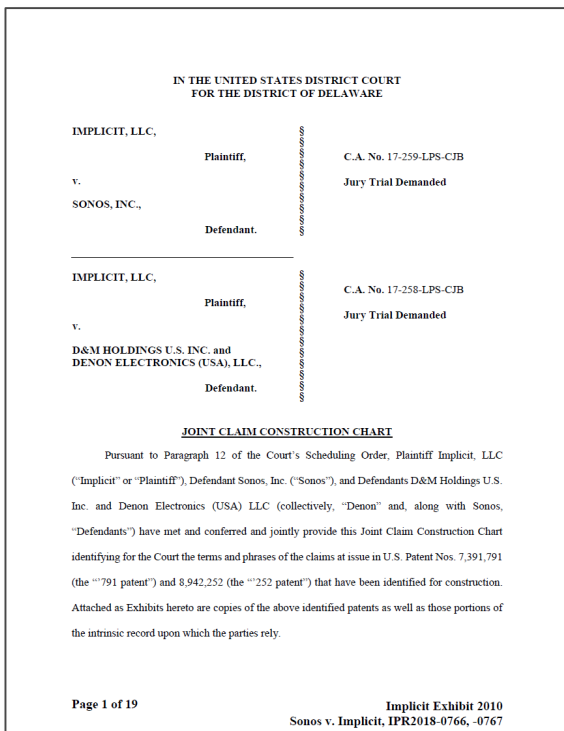 IN THE UNITED STATES DISTRICT COURT
FOR THE DISTRICT OF DELAWARE
IMPLICIT, LLC,
Plaintiff,
v.
SONOS, INC.,
Defendant.
§
§
§
§
§
§
§
§
§
C.A. No. 17-259-LPS-CJB
Jury Trial Demanded
IMPLICIT, LLC,
Plaintiff,
v.
D&M HOLDINGS U.S. INC. and
DENON ELECTRONICS (USA), LLC.,
Defendant.
§
§
§
§
§
§
§
§
§
§
§
C.A. No. 17-258-LPS-CJB
Jury Trial Demanded
JOINT CLAIM CONSTRUCTION CHART
Pursuant to Paragraph 12 of the Court's Scheduling Order, Plaintiff Implicit, LLC
("Implicit" or "Plaintiff"), Defendant Sonos, Inc. ("Sonos"), and Defendants D&M Holdings U.S.
Inc. and Denon Electronics (USA) LLC (collectively, "Denon" and, along with Sonos,
"Defendants") have met and conferred and jointly provide this Joint Claim Construction Chart
identifying for the Court the terms and phrases of the claims at issue in U.S. Patent Nos. 7,391,791
(the "'791 patent") and 8,942,252 (the "'252 patent") that have been identified for construction.
Attached as Exhibits hereto are copies of the above identified patents as well as those portions of
the intrinsic record upon which the parties rely.
Page 1 of 19
Implicit Exhibit 2010
Sonos v. Implicit, IPR2018-0766, -0767